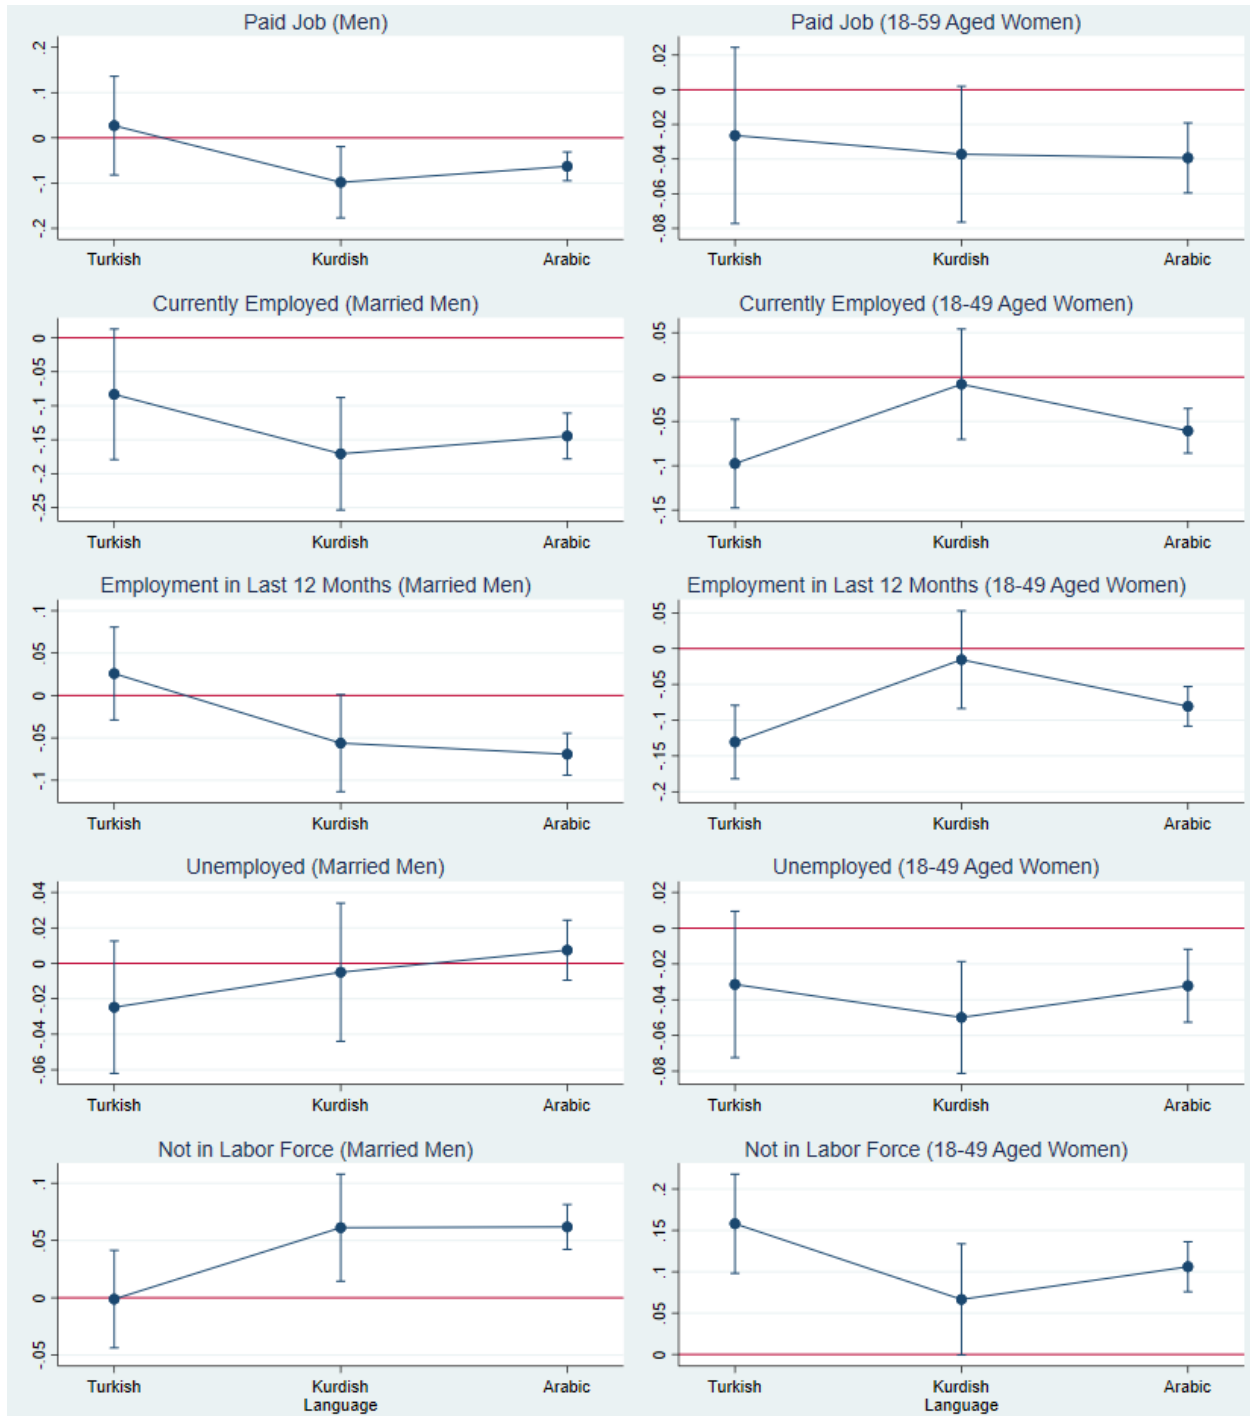 Paid Job (Men)
.2
.1
0
-.1
-.2
Turkish Kurdish Arabic
Paid Job (18-59 Aged Women)
.02
0
-.02
-.04
-.06
-.08
Turkish Kurdish Arabic
Currently Employed (Married Men)
0
-.05
-.1
-.15
-.2
-.25
Turkish Kurdish Arabic
Currently Employed (18-49 Aged Women)
.05
0
-.05
-.1
-.15
Turkish Kurdish Arabic
Employment in Last 12 Months (Married Men)
.1
.05
0
-.05
-.1
Turkish Kurdish Arabic
Employment in Last 12 Months (18-49 Aged Women)
.05
0
-.05
-.1
-.15
-.2
Turkish Kurdish Arabic
Unemployed (Married Men)
.04
.02
0
-.02
-.04
-.06
Turkish Kurdish Arabic
Unemployed (18-49 Aged Women)
.02
0
-.02
-.04
-.06
-.08
Turkish Kurdish Arabic
Not in Labor Force (Married Men)
.1
.05
0
-.05
Turkish Kurdish Arabic
Language
Not in Labor Force (18-49 Aged Women)
.2
.15
.1
.05
0
Turkish Kurdish Arabic
Language